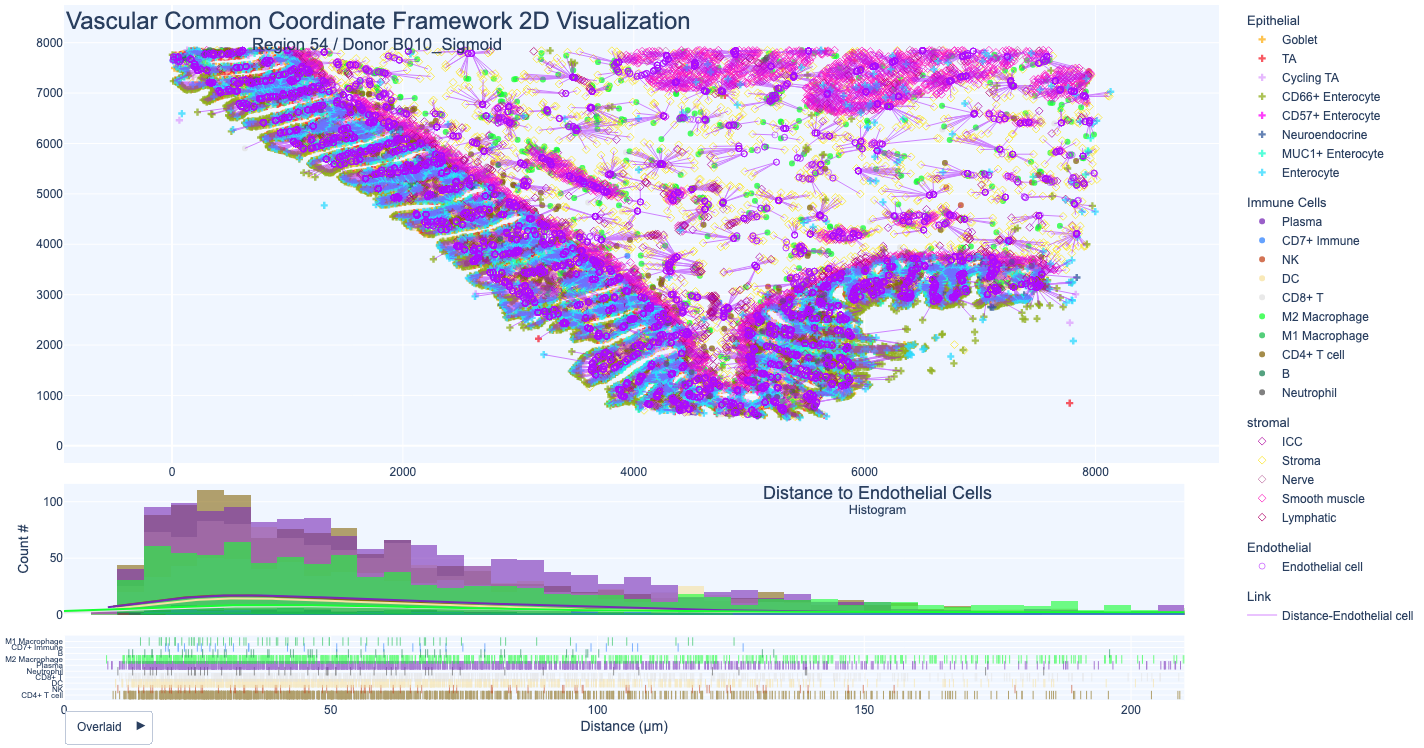 Vascular Common Coordinate Framework 2D Visualization
Region 54 / Donor B010_Sigmoid
8000
7000
6000
5000
4000
3000
2000
1000
0
0
2000
4000
6000
8000
Epithelial
Goblet
TA
Cycling TA
CD66+ Enterocyte
CD57+ Enterocyte
Neuroendocrine
MUC1+ Enterocyte
Enterocyte
Immune Cells
Plasma
CD7+ Immune
NK
DC
CD8+ T
M2 Macrophage
M1 Macrophage
CD4+ T cell
B
Neutrophil
stromal
ICC
Stroma
Nerve
Smooth muscle
Lymphatic
Endothelial
Endothelial cell
Link
Distance-Endothelial cell
Distance to Endothelial Cells
Histogram
Count #
100
50
0
M1 Macrophage
CD7+ Immune
B
M2 Macrophage
Plasma
Neutrophil
CD8+ T
DC
NK
CD4+ T cell
0
50
100
150
200
Distance (μm)
Overlaid ►